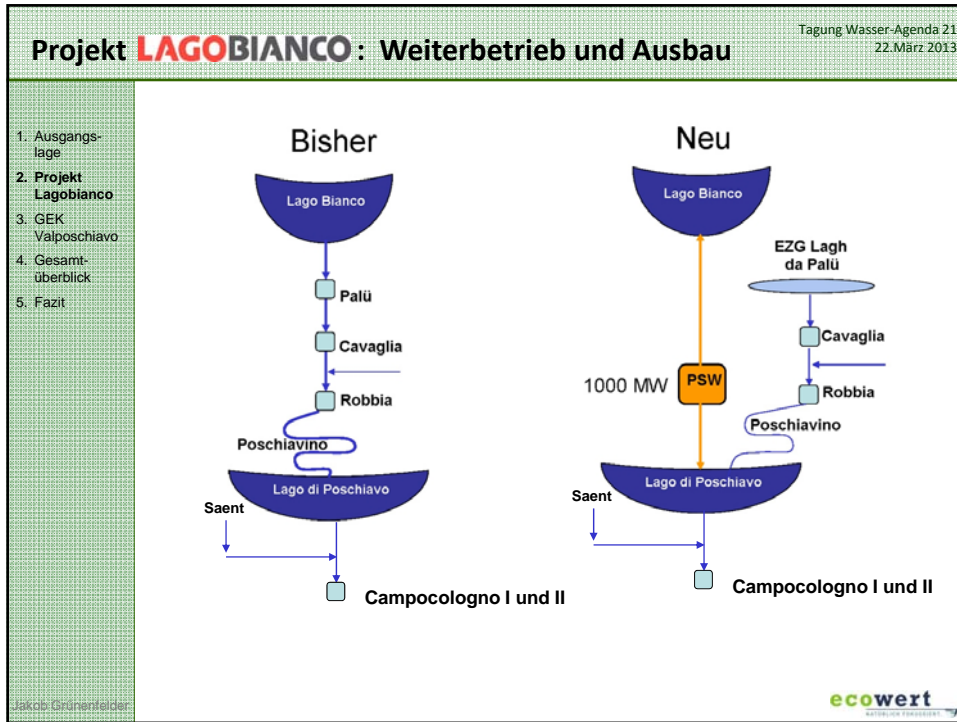 Projekt LAGOBIANCO : Weiterbetrieb und Ausbau
Tagung Wasser-Agenda 21
22.März 2013
1. Ausgangs-
lage
2. Projekt
Lagobianco
3. GEK
Valposchiavo
4. Gesamt-
überblick
5. Fazit
Bisher
Lago Bianco
Palü
Cavaglia
Robbia
Poschiavino
Lago di Poschiavo
Saent
Campocologno I und II
Neu
Lago Bianco
EZG Lagh
da Palü
Cavaglia
1000 MW
PSW
Robbia
Poschiavino
Lago di Poschiavo
Saent
Campocologno I und II
Jakob Grünenfelder
ecowert